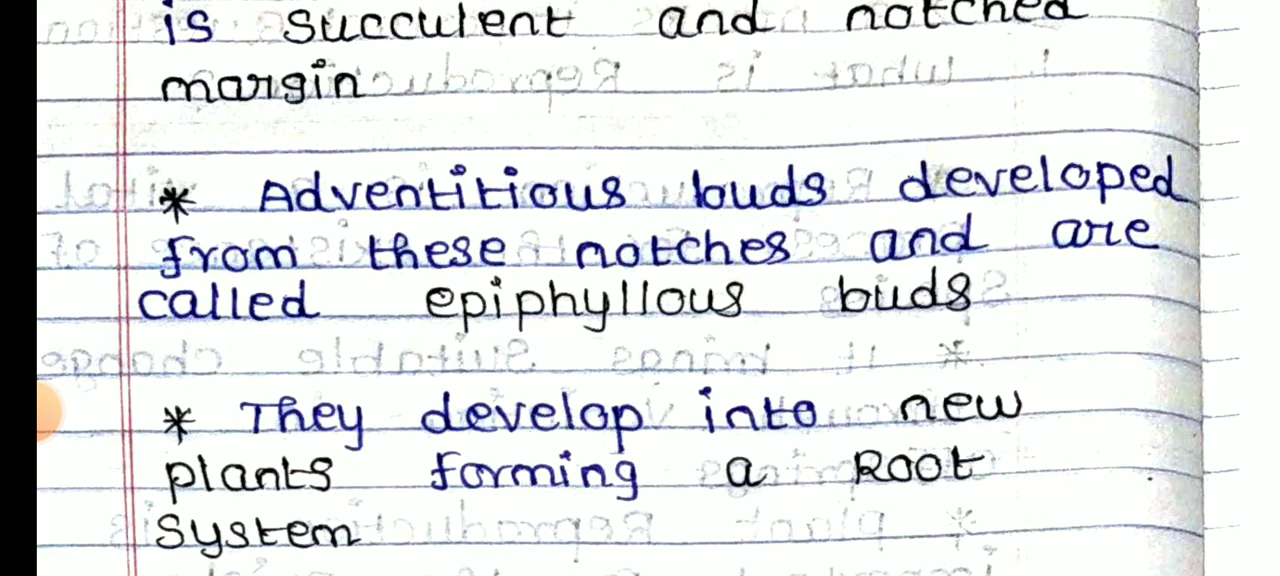 is succulent and notched
margin
* Adventitious buds developed
from these notches and are
called epiphyllous buds
* They develop into new
plants forming a Root
System